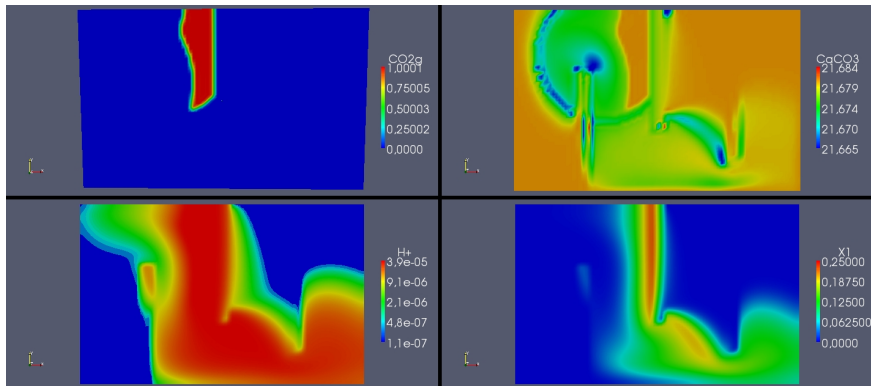 CO2g
1,0001
0,75005
0,50003
0,25002
0,0000
CaCO3
21,684
21,679
21,674
21,670
21,665
H+
3,9e-05
9,1e-06
2,1e-06
4,8e-07
1,1e-07
X1
0,25000
0,18750
0,12500
0,062500
0,0000